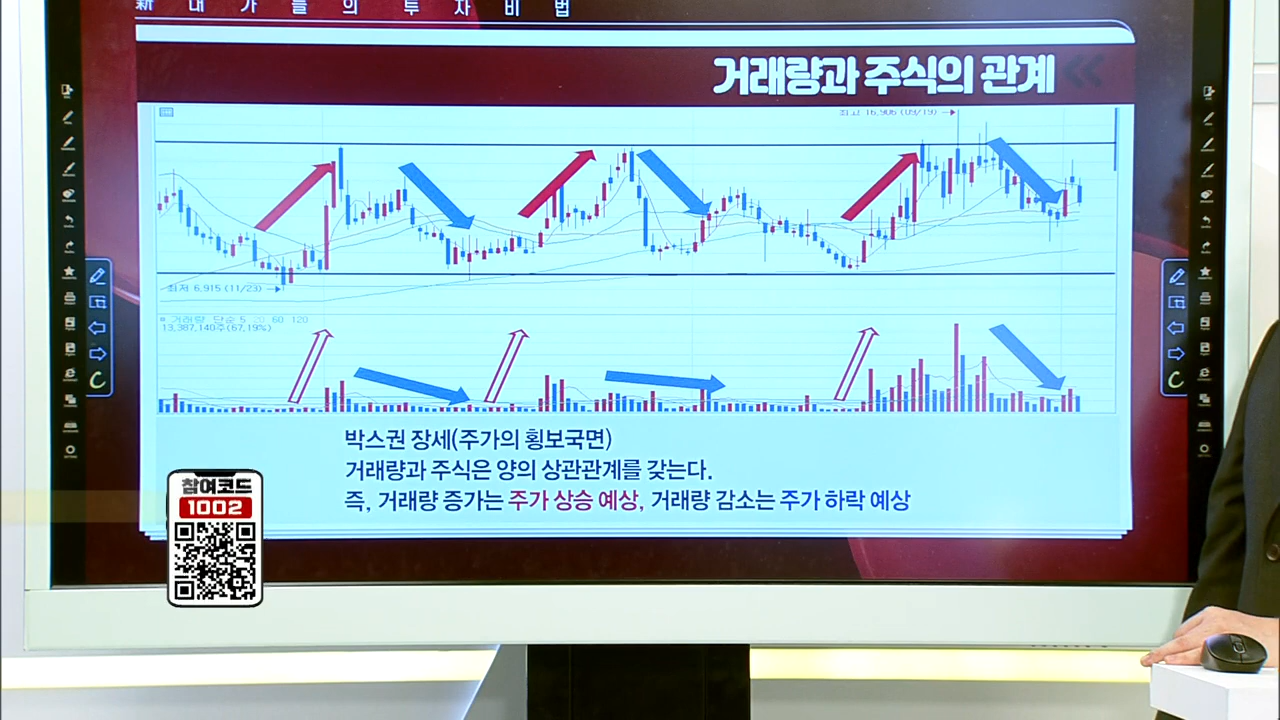 新 대 가 들 의 투 자 비 법
거래량과 주식의 관계
최고 16,906 (09/19)
최저 6,915 (11/23)
거래량 단순 5 20 60 120
13,387,140주(67,19%)
박스권 장세(주가의 횡보국면)
거래량과 주식은 양의 상관관계를 갖는다.
즉, 거래량 증가는 주가 상승 예상, 거래량 감소는 주가 하락 예상
참여코드
1002